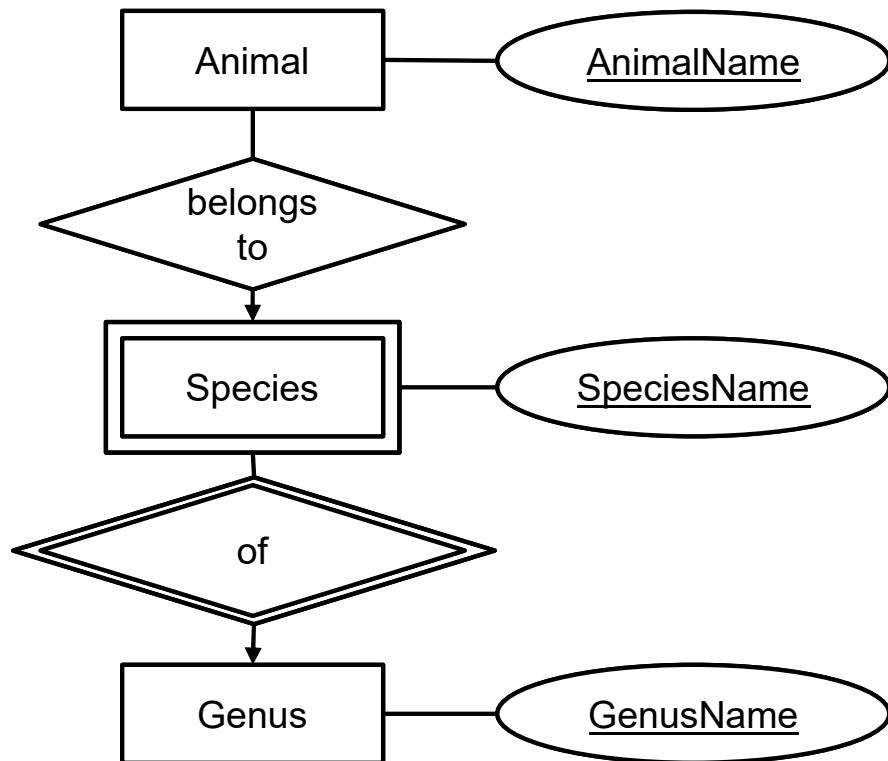 Animal
AnimalName
belongs
to
Species
SpeciesName
of
Genus
GenusName